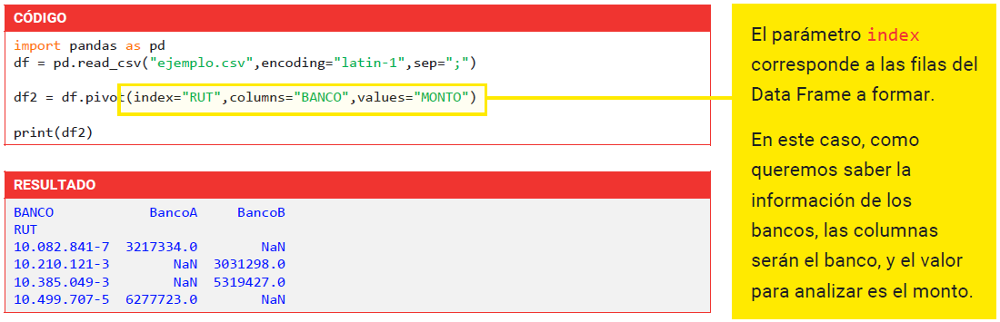 CÓDIGO
import pandas as pd
df = pd.read_csv("ejemplo.csv",encoding="latin-1",sep=";")
df2 = df.pivot(index="RUT",columns="BANCO",values="MONTO")
print(df2)
RESULTADO
BANCO            BancoA     BancoB
RUT
10.082.841-7  3217334.0        NaN
10.210.121-3        NaN  3031298.0
10.385.049-3        NaN  5319427.0
10.499.707-5  6277723.0        NaN
El parámetro index
corresponde a las filas del
Data Frame a formar.
En este caso, como
queremos saber la
información de los
bancos, las columnas
serán el banco, y el valor
para analizar es el monto.